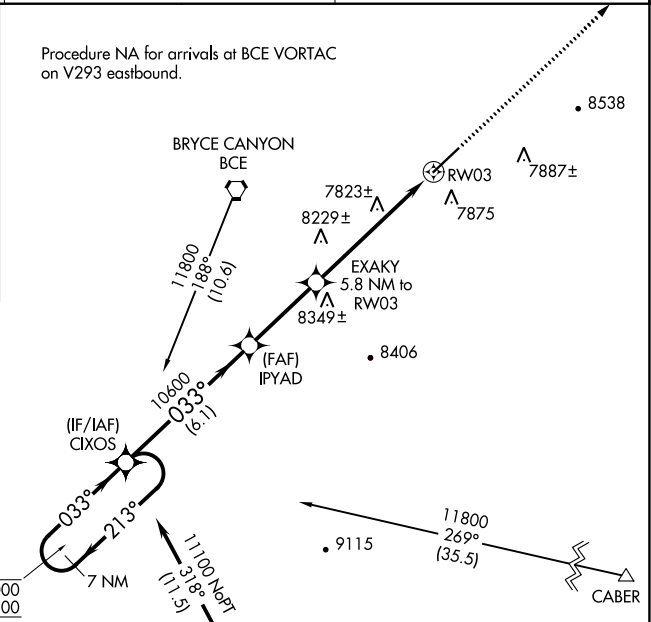 Procedure NA for arrivals at BCE VORTAC
on V293 eastbound.
8538
BRYCE CANYON
BCE
RW03
7887±
7823±
7875
8229±
11800
188°
(10.6)
EXAKY
5.8 NM to
RW03
8349±
(FAF)
IPYAD
8406
10600
033°
(6.1)
(IF/IAF)
CIXOS
033°
213°
11800
269°
(35.5)
11100 NoPT
318°
(11.5)
9115
7 NM
CABER
00